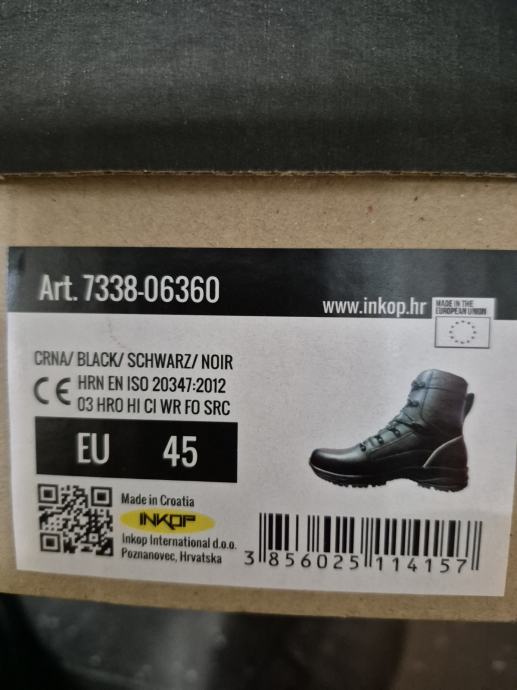 Art. 7338-06360
www.inkop.hr
MADE IN THE
EUROPEAN UNION
CRNA/ BLACK/ SCHWARZ/ NOIR
CE HRN EN ISO 20347:2012
03 HRO HI CI WR FO SRC
EU 45
Made in Croatia
INKOP
Inkop International d.o.o.
Poznanovec, Hrvatska
3 856025 114157